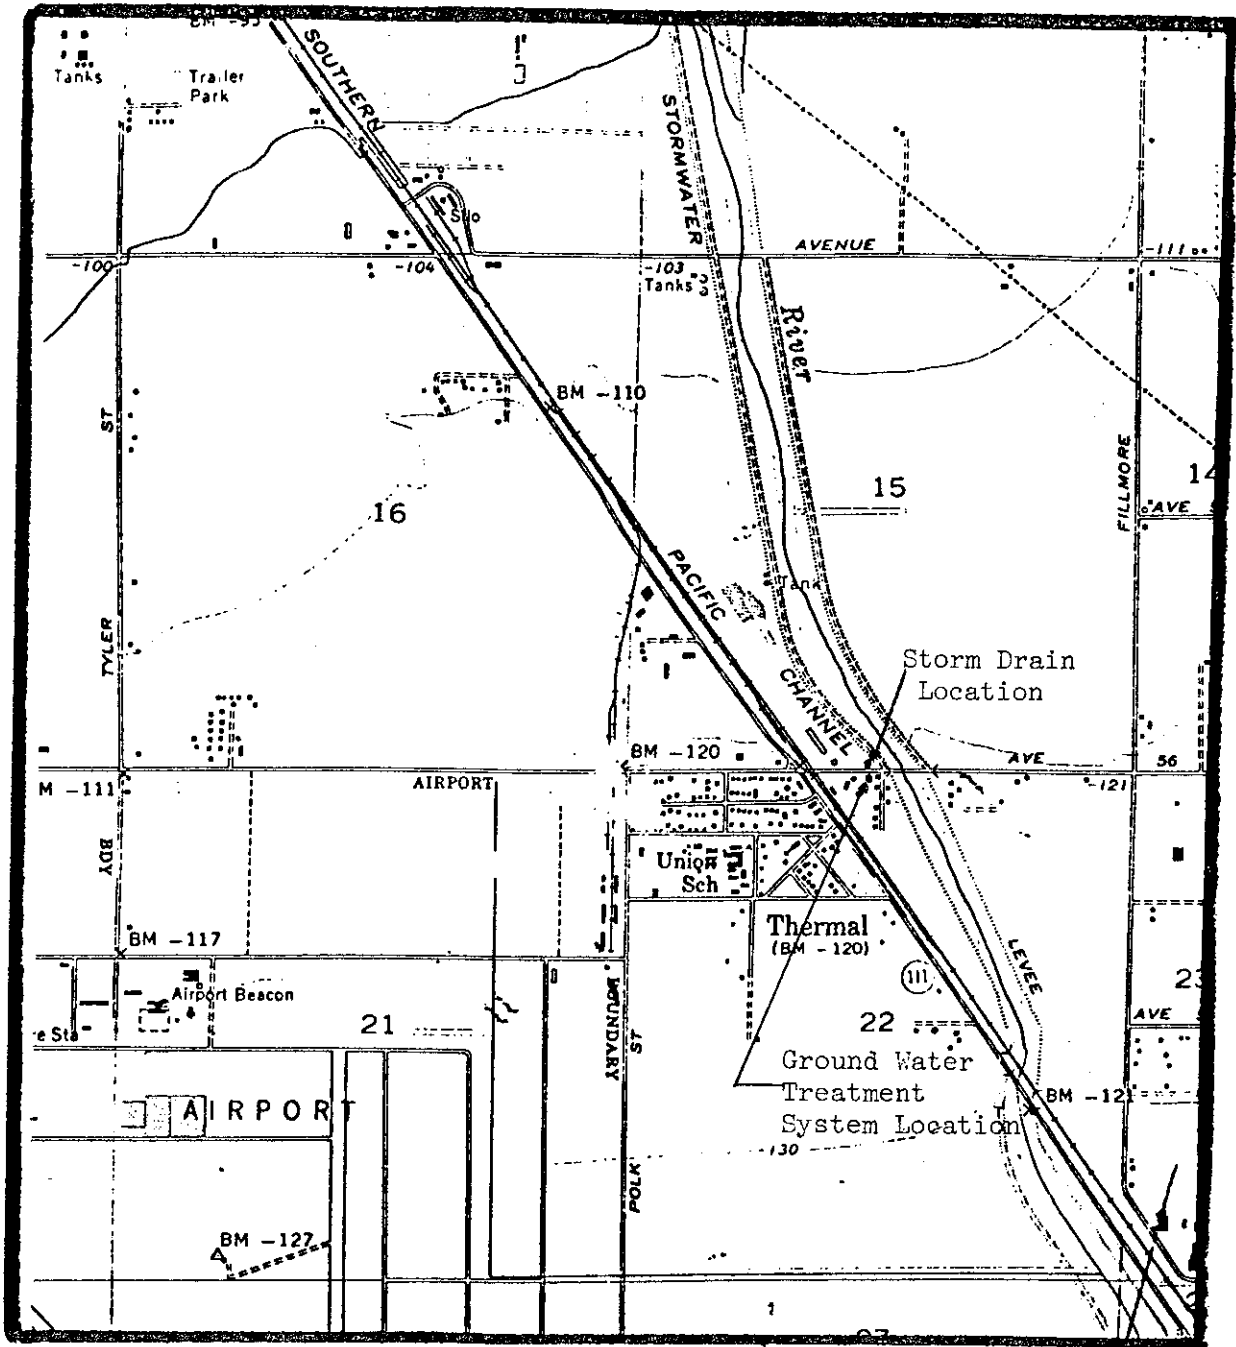 SOUTHERN
Tanks
Trailer
Park
STORMWATER
Silo
AVENUE
-111
-100
-104
-103
Tanks
River
BM -110
ST
FILLMORE
14
15
AVE
16
PACIFIC
Tank
TYLER
Storm Drain
Location
CHANNEL
BM -120
AVE
56
M -111
AIRPORT
-121
BDY
Union
Sch
Thermal
(BM -120)
LEVEE
BM -117
111
23
Airport Beacon
BOUNDARY
ST
AVE
21
22
re Sta
Ground Water
Treatment
System Location
BM -121
AIRPORT
-130
POLK
BM -127